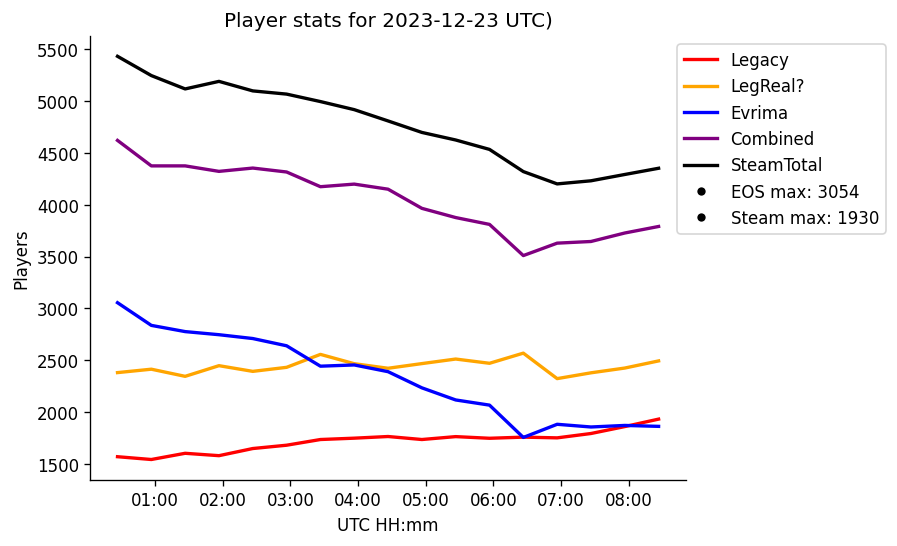 Player stats for 2023-12-23 UTC)
5500
5000
4500
4000
3500
3000
2500
2000
1500
Players
01:00 02:00 03:00 04:00 05:00 06:00 07:00 08:00
UTC HH:mm
Legacy
LegReal?
Evrima
Combined
SteamTotal
EOS max: 3054
Steam max: 1930